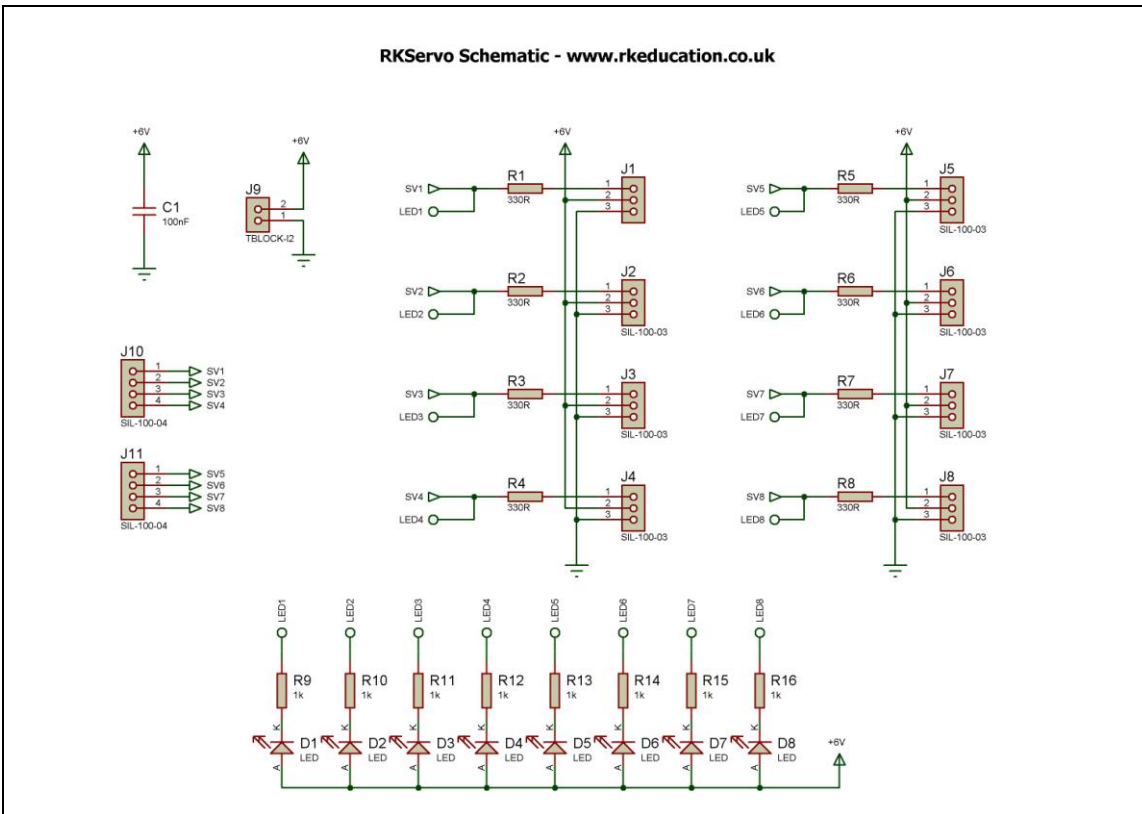 RKServo Schematic - www.rkeducation.co.uk
+6V
C1
100nF
+6V
J9
2
1
TBLOCK-I2
J10
1
2
3
4
SV1
SV2
SV3
SV4
SIL-100-04
J11
1
2
3
4
SV5
SV6
SV7
SV8
SIL-100-04
+6V
SV1
LED1
R1
330R
J1
1
2
3
SV2
LED2
R2
330R
J2
1
2
3
SIL-100-03
SV3
LED3
R3
330R
J3
1
2
3
SIL-100-03
SV4
LED4
R4
330R
J4
1
2
3
SIL-100-03
+6V
SV5
LED5
R5
330R
J5
1
2
3
SIL-100-03
SV6
LED6
R6
330R
J6
1
2
3
SIL-100-03
SV7
LED7
R7
330R
J7
1
2
3
SIL-100-03
SV8
LED8
R8
330R
J8
1
2
3
SIL-100-03
LED1
R9
1k
K
D1
LED
A
LED2
R10
1k
K
D2
LED
A
LED3
R11
1k
K
D3
LED
A
LED4
R12
1k
K
D4
LED
A
LED5
R13
1k
K
D5
LED
A
LED6
R14
1k
K
D6
LED
A
LED7
R15
1k
K
D7
LED
A
LED8
R16
1k
K
D8
LED
A
+6V